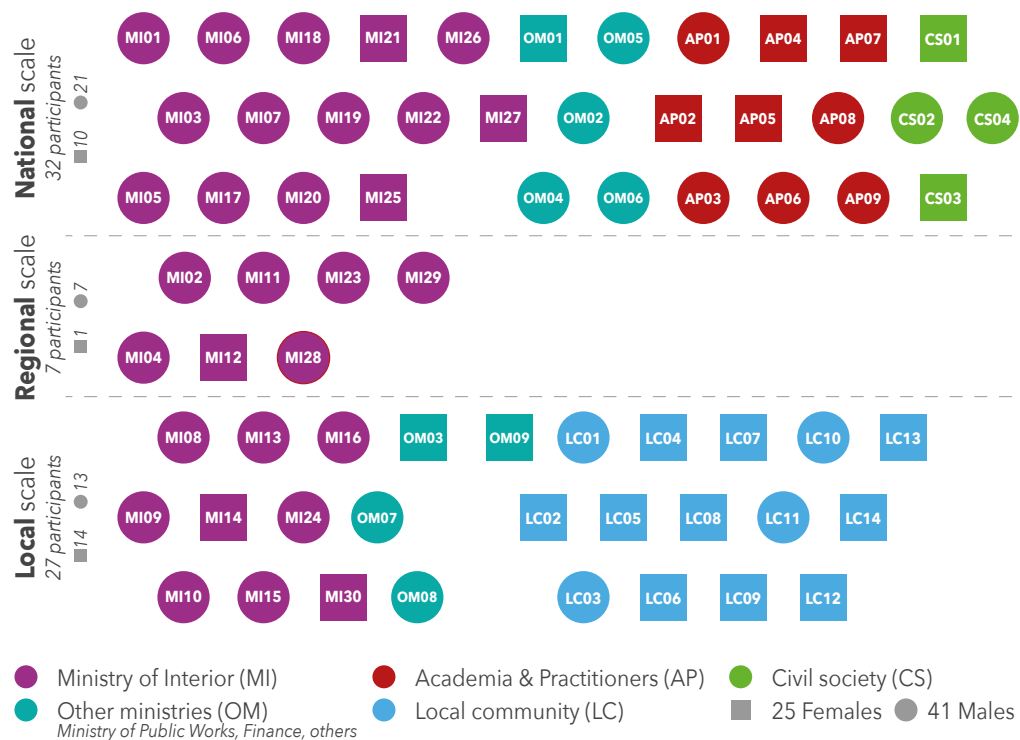 National scale
32 participants
10 21
MI01 MI06 MI18 MI21 MI26 OM01 OM05 AP01 AP04 AP07 CS01
MI03 MI07 MI19 MI22 MI27 OM02 AP02 AP05 AP08 CS02 CS04
MI05 MI17 MI20 MI25 OM04 OM06 AP03 AP06 AP09 CS03
Regional scale
7 participants
1 7
MI02 MI11 MI23 MI29
MI04 MI12 MI28
Local scale
27 participants
14 13
MI08 MI13 MI16 OM03 OM09 LC01 LC04 LC07 LC10 LC13
MI09 MI14 MI24 OM07 LC02 LC05 LC08 LC11 LC14
MI10 MI15 MI30 OM08 LC03 LC06 LC09 LC12
Ministry of Interior (MI) Academia & Practitioners (AP) Civil society (CS)
Other ministries (OM) Local community (LC) 25 Females 41 Males
Ministry of Public Works, Finance, others